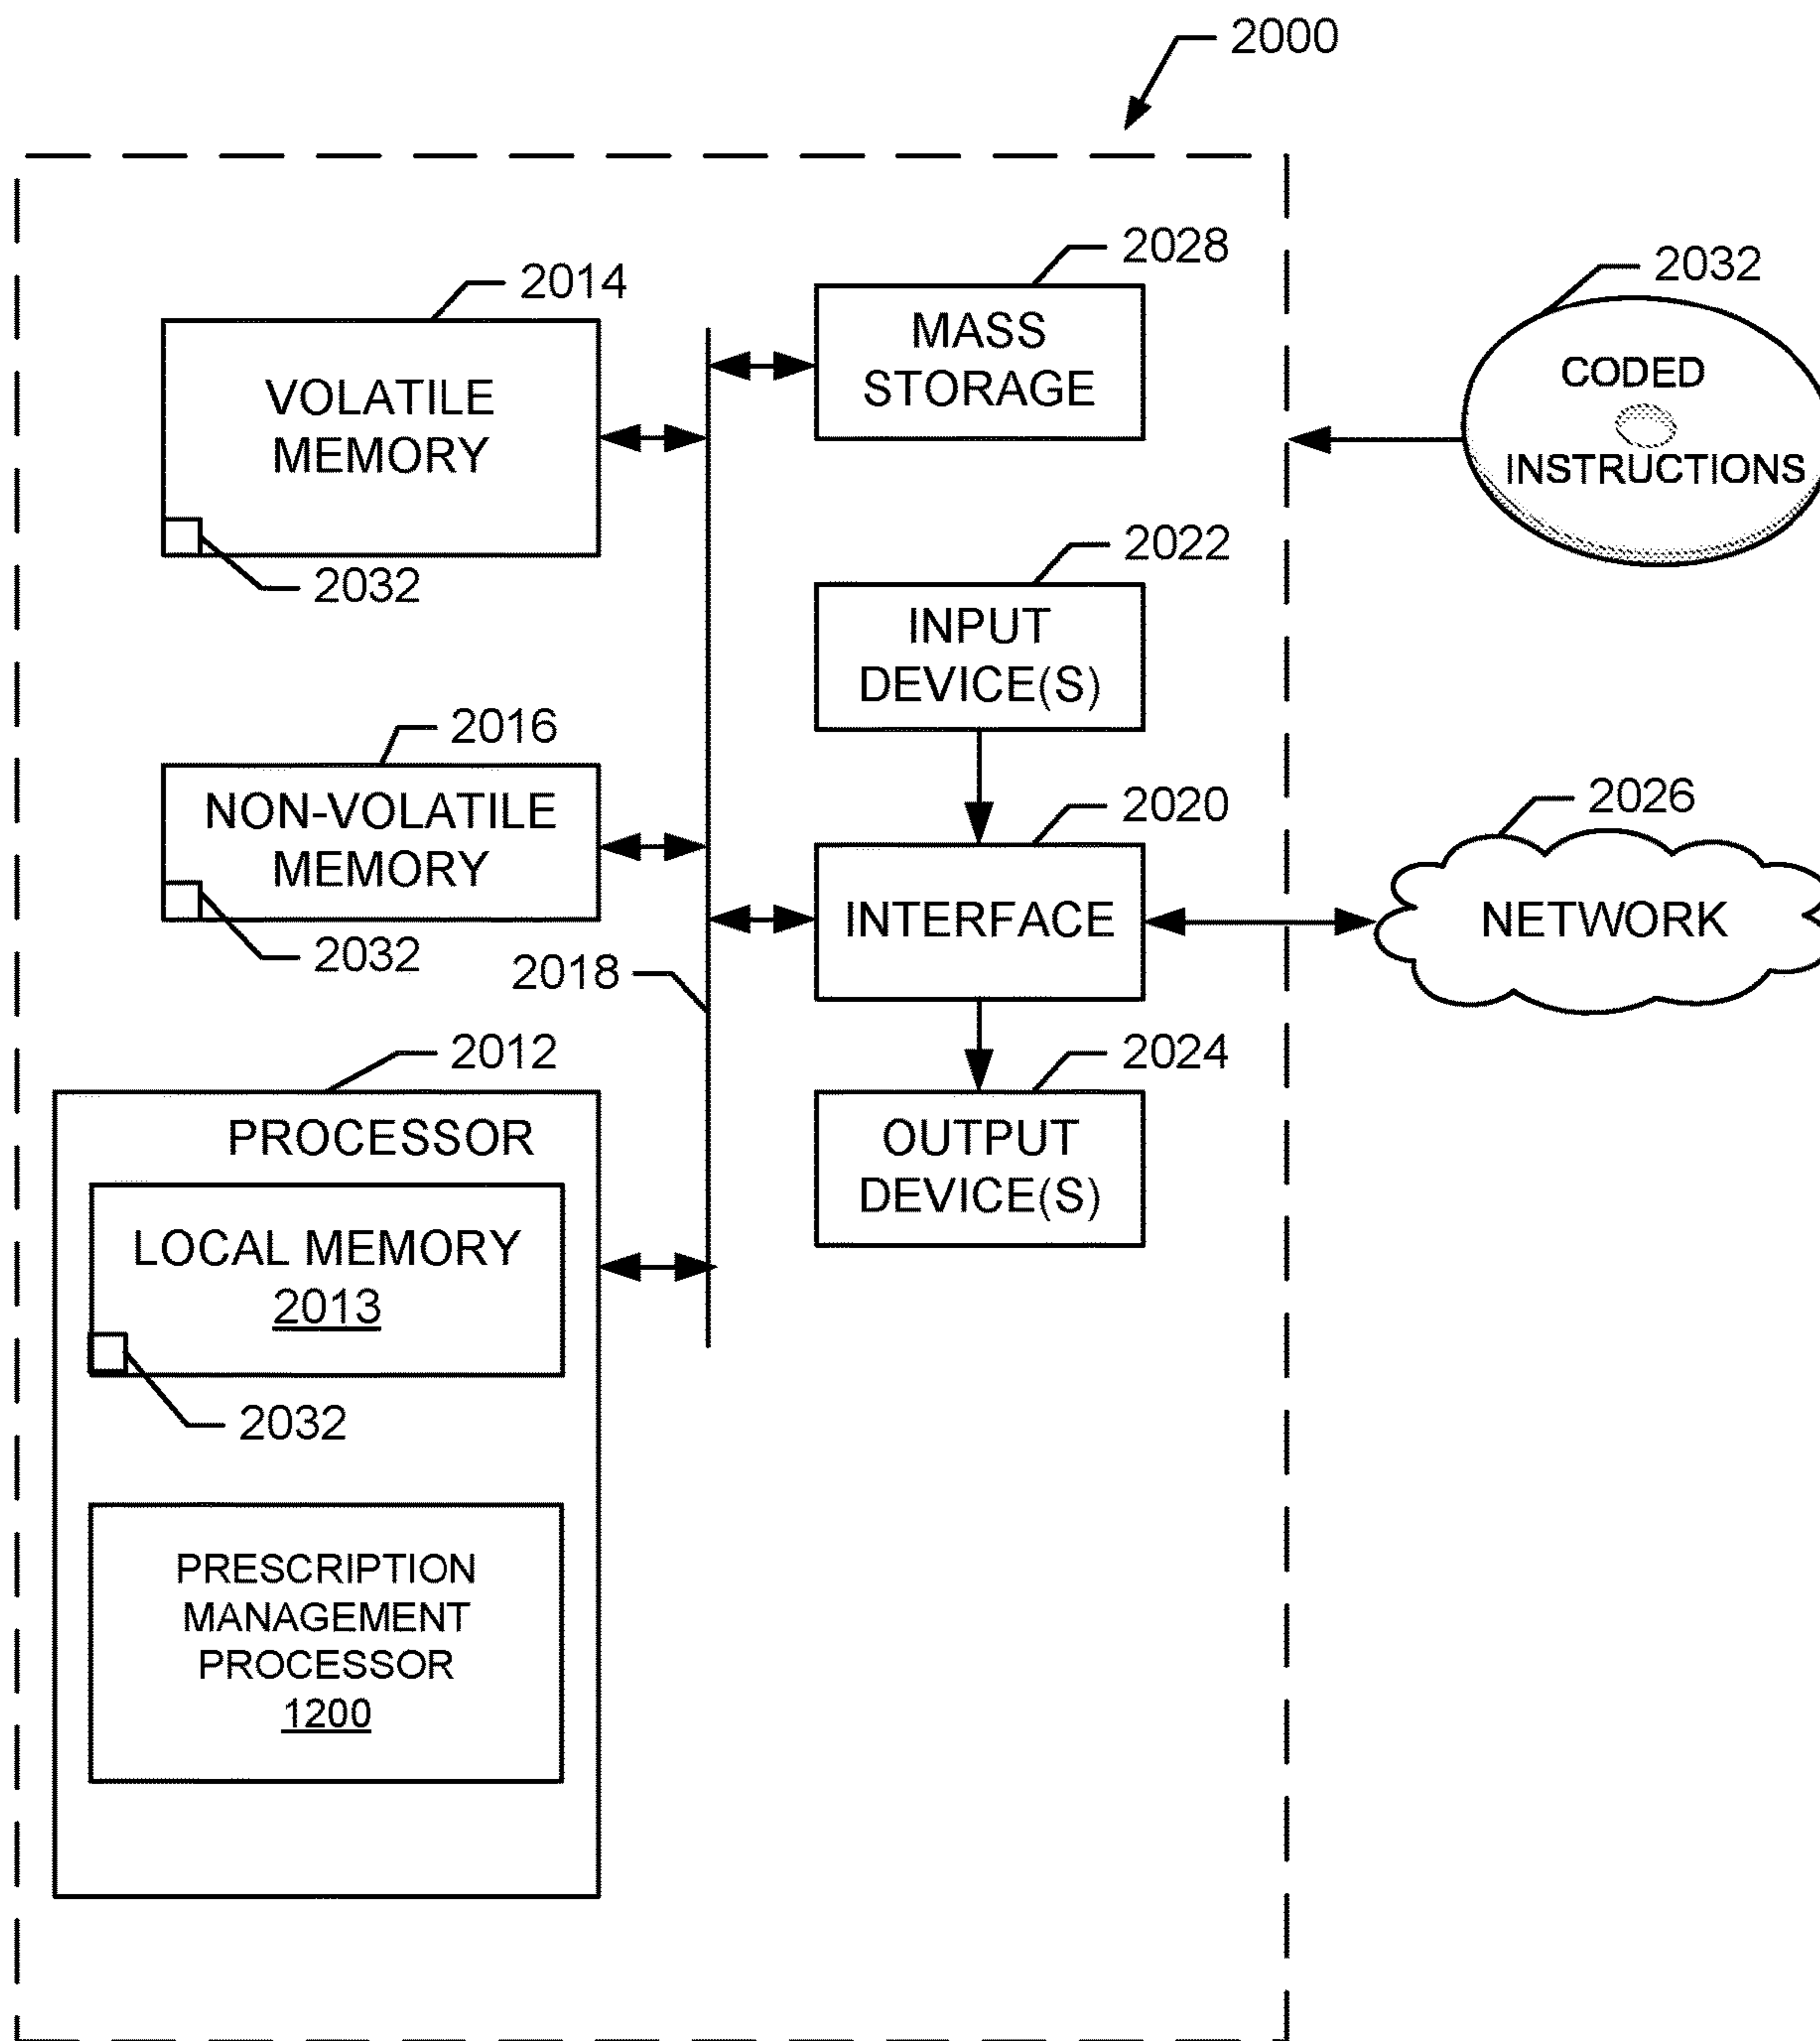 2000
2014
VOLATILE
MEMORY
2032
2028
MASS
STORAGE
2032
CODED
INSTRUCTIONS
2022
INPUT
DEVICE(S)
2016
NON-VOLATILE
MEMORY
2032
2018
2020
INTERFACE
2026
NETWORK
2012
PROCESSOR
LOCAL MEMORY
2013
2032
2024
OUTPUT
DEVICE(S)
PRESCRIPTION
MANAGEMENT
PROCESSOR
1200